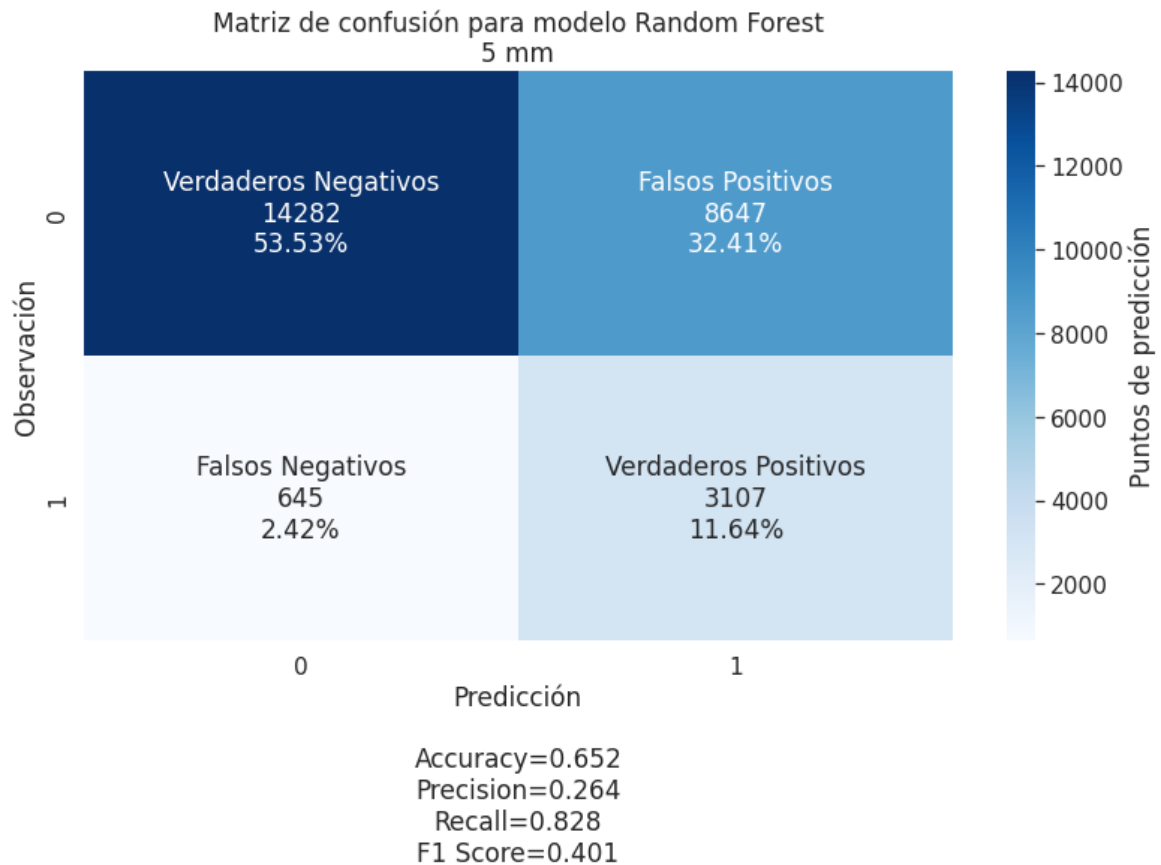 Matriz de confusión para modelo Random Forest
5 mm
Verdaderos Negativos
14282
53.53%
Falsos Positivos
8647
32.41%
Falsos Negativos
645
2.42%
Verdaderos Positivos
3107
11.64%
0
1
Observación
0
1
Predicción
14000
12000
10000
8000
6000
4000
2000
Puntos de predicción
Accuracy=0.652
Precision=0.264
Recall=0.828
F1 Score=0.401